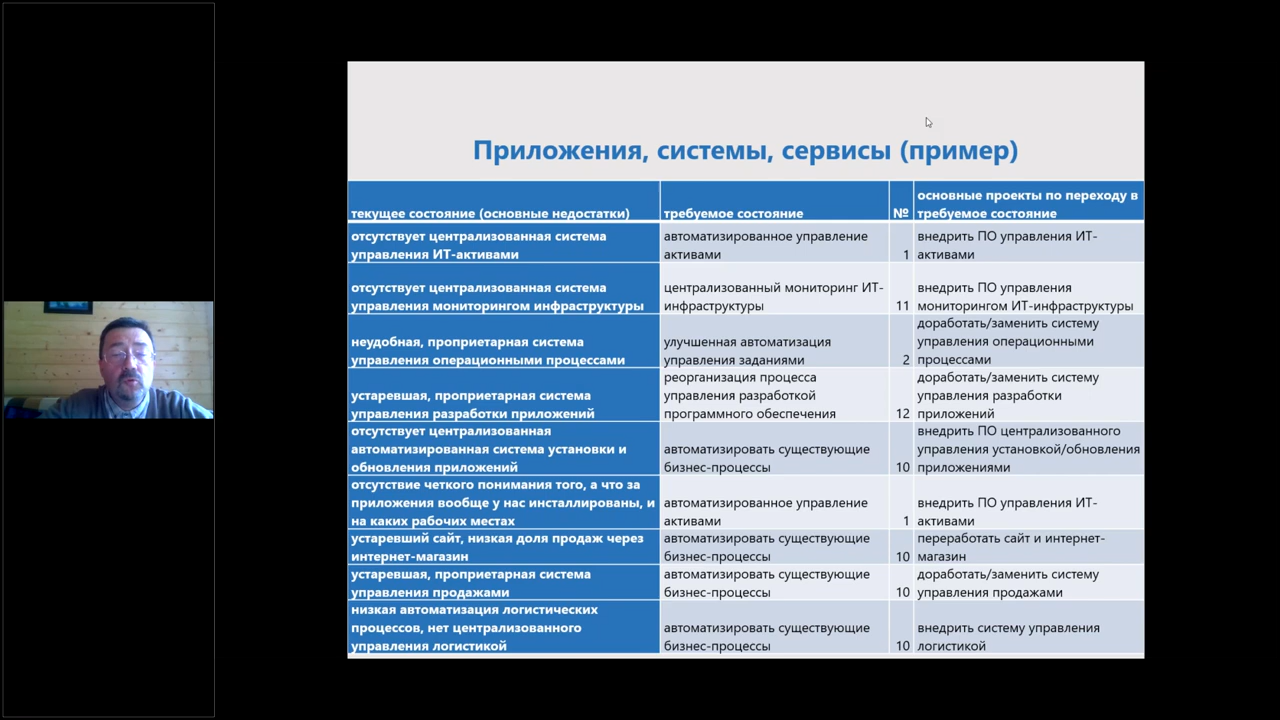 Приложения, системы, сервисы (пример)
текущее состояние (основные недостатки)
требуемое состояние
№
основные проекты по переходу в
требуемое состояние
отсутствует централизованная система
управления ИТ-активами
автоматизированное управление
активами
1
внедрить ПО управления ИТ-
активами
отсутствует централизованная система
управления мониторингом инфраструктуры
централизованный мониторинг ИТ-
инфраструктуры
11
внедрить ПО управления
мониторингом ИТ-инфраструктуры
неудобная, проприетарная система
управления операционными процессами
улучшенная автоматизация
управления заданиями
2
доработать/заменить систему
управления операционными
процессами
устаревшая, проприетарная система
управления разработки приложений
реорганизация процесса
управления разработкой
программного обеспечения
12
доработать/заменить систему
управления разработки
приложений
отсутствует централизованная
автоматизированная система установки и
обновления приложений
автоматизировать существующие
бизнес-процессы
10
внедрить ПО централизованного
управления установкой/обновления
приложениями
отсутствие четкого понимания того, а что за
приложения вообще у нас инсталлированы, и
на каких рабочих местах
автоматизированное управление
активами
1
внедрить ПО управления ИТ-
активами
устаревший сайт, низкая доля продаж через
интернет-магазин
автоматизировать существующие
бизнес-процессы
10
переработать сайт и интернет-
магазин
устаревшая, проприетарная система
управления продажами
автоматизировать существующие
бизнес-процессы
10
доработать/заменить систему
управления продажами
низкая автоматизация логистических
процессов, нет централизованного
управления логистикой
автоматизировать существующие
бизнес-процессы
10
внедрить систему управления
логистикой